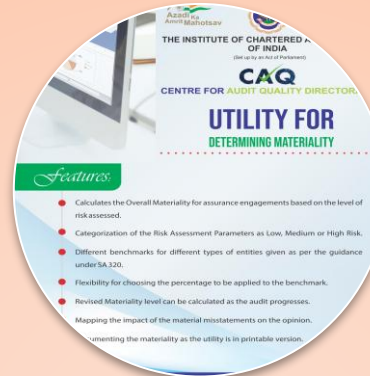 Azadi Ka
Amrit Mahotsav
THE INSTITUTE OF CHARTERED
OF INDIA
(Set up by an Act of Parliament)
CAQ
CENTRE FOR AUDIT QUALITY
UTILITY FOR
DETERMINING MATERIALITY
Features:
Calculates the Overall Materiality for assurance engagements based on the level of
risk assessed.
Categorization of the Risk Assessment Parameters as Low, Medium or High Risk.
Different benchmarks for different types of entities given as per the guidance
under SA 320.
Flexibility for choosing the percentage to be applied to the benchmark.
Revised Materiality level can be calculated as the audit progresses.
Mapping the impact of the material misstatements on the opinion.
the materiality as the utility is in printable version.